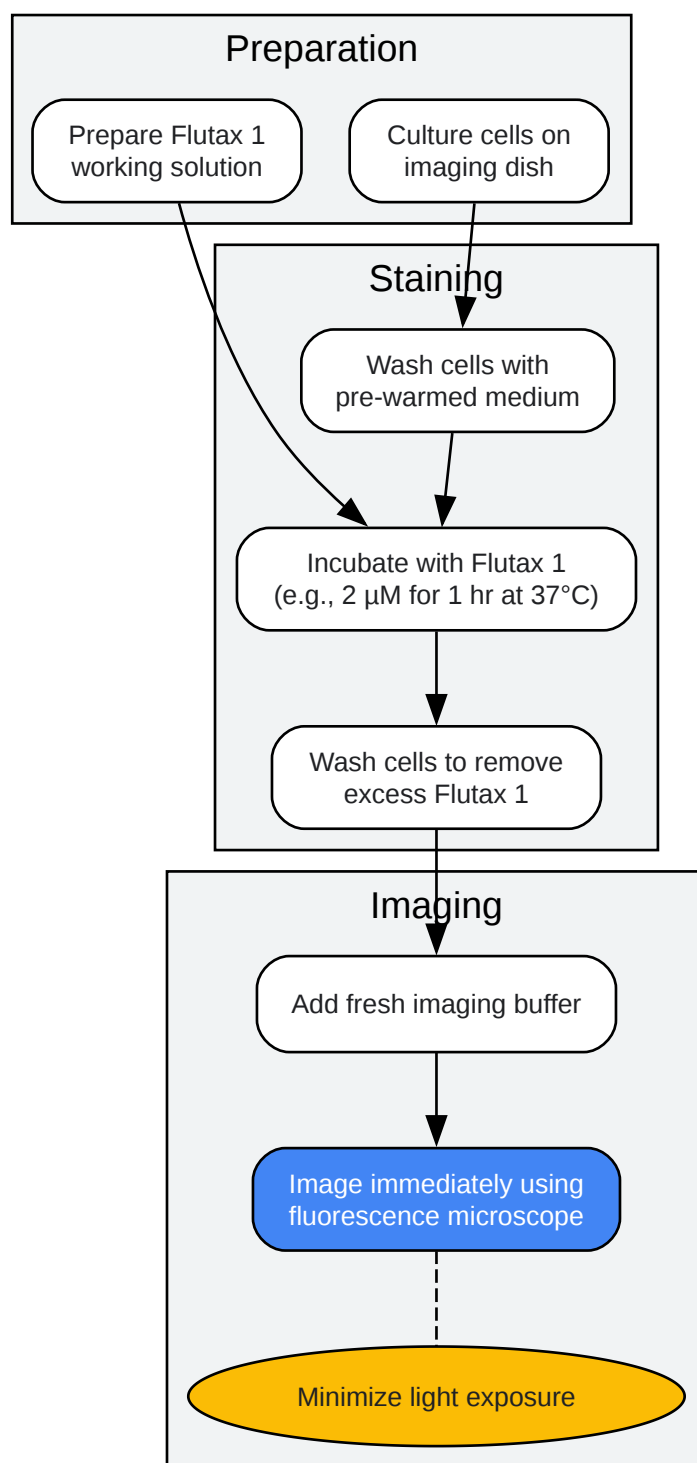 Preparation
Prepare Flutax 1
working solution
Culture cells on
imaging dish
Staining
Wash cells with
pre-warmed medium
Incubate with Flutax 1
(e.g., 2 µM for 1 hr at 37°C)
Wash cells to remove
excess Flutax 1
Imaging
Add fresh imaging buffer
Image immediately using
fluorescence microscope
Minimize light exposure